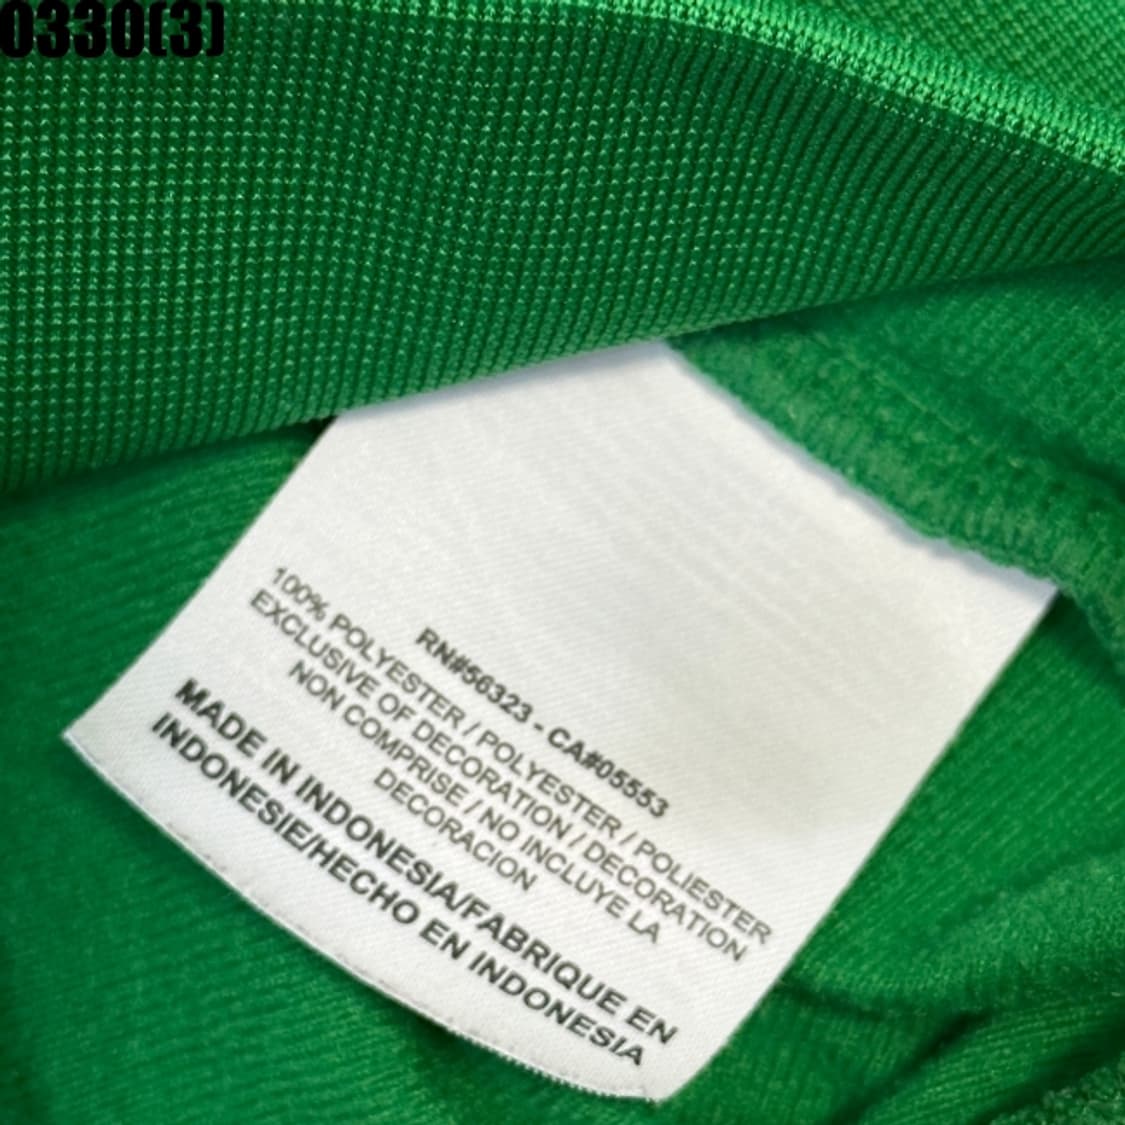 0330(3)
RN#56323 - CA#05553
100% POLYESTER / POLYESTER / POLIESTER
EXCLUSIVE OF DECORATION / DECORATION
NON COMPRISE / NO INCLUYE LA
DECORACION
MADE IN INDONESIA/FABRIQUE EN
INDONESIE/HECHO EN INDONESIA